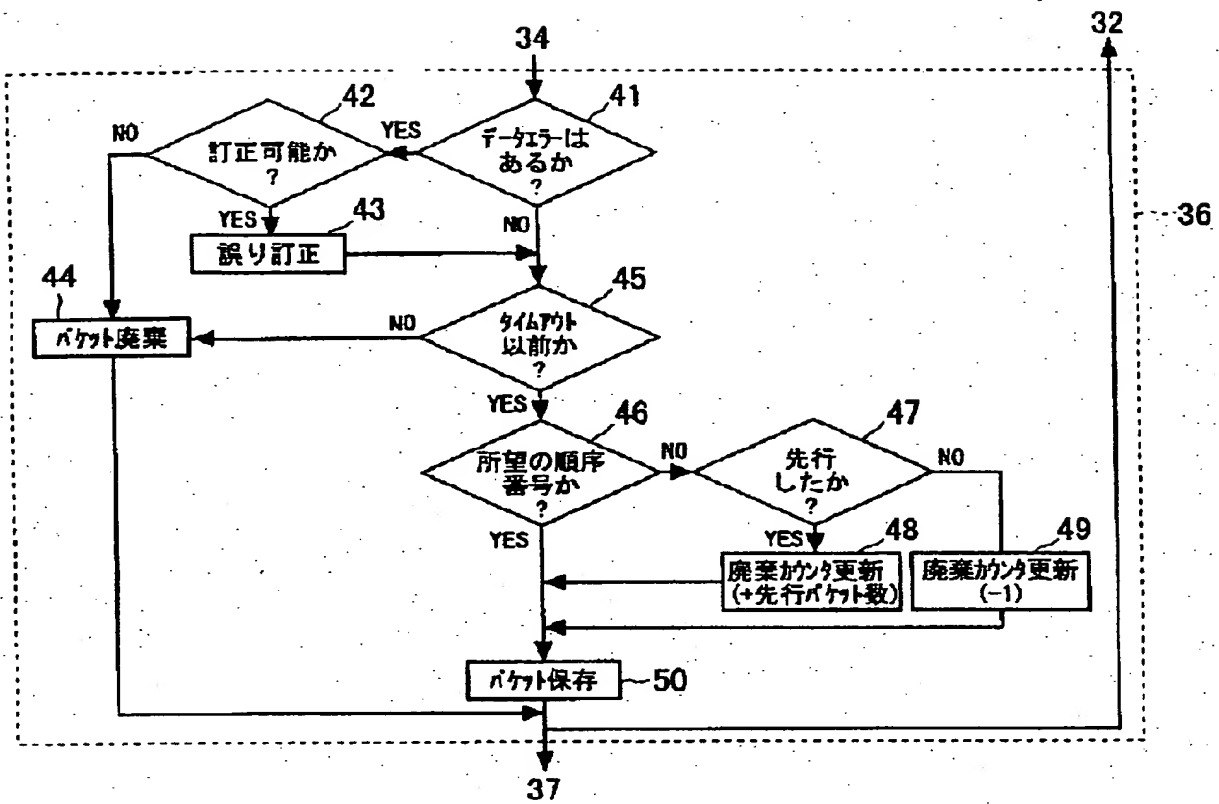 32
34
42
41
NO
YES
訂正可能か
?
データエラーは
あるか
?
YES
43
NO
36
誤り訂正
44
45
パケット廃棄
NO
タイムアウト
以前か
?
YES
46
47
所望の順序
番号か
?
NO
先行
したか
?
NO
YES
YES
48
49
廃棄カウンタ更新
(+先行パケット数)
廃棄カウンタ更新
(-1)
パケット保存
50
37